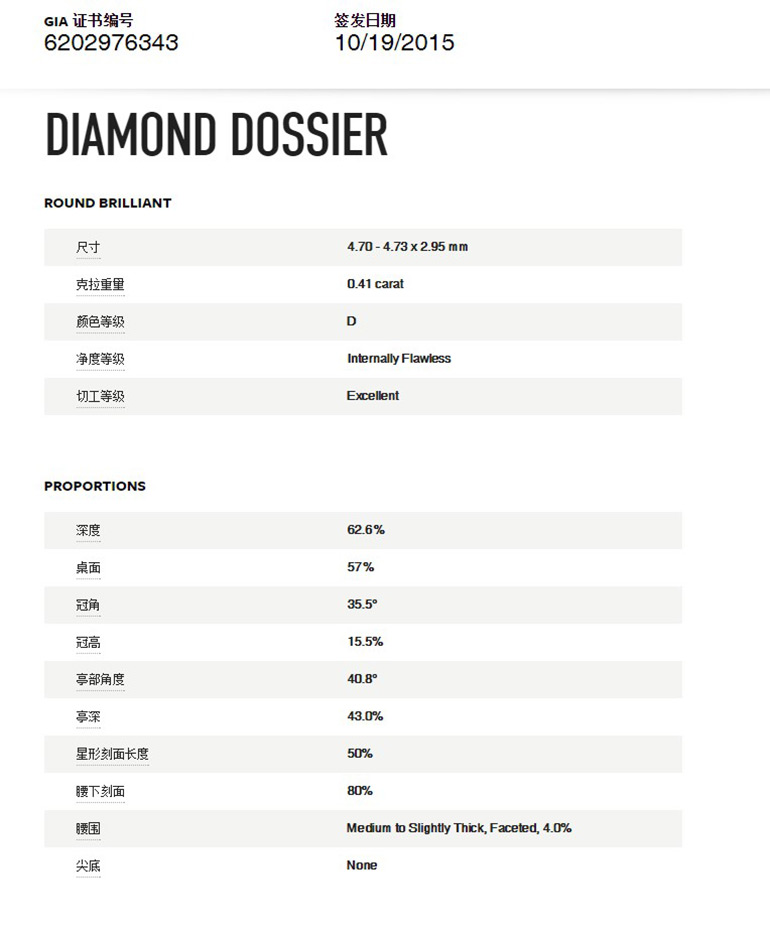 GIA 证书编号 签发日期
6202976343 10/19/2015
DIAMOND DOSSIER
ROUND BRILLIANT
尺寸 4.70 - 4.73 x 2.95 mm
克拉重量 0.41 carat
颜色等级 D
净度等级 Internally Flawless
切工等级 Excellent
PROPORTIONS
深度 62.6%
桌面 57%
冠角 35.5°
冠高 15.5%
亭部角度 40.8°
亭深 43.0%
星形刻面长度 50%
腰下刻面 80%
腰围 Medium to Slightly Thick, Faceted, 4.0%
尖底 None